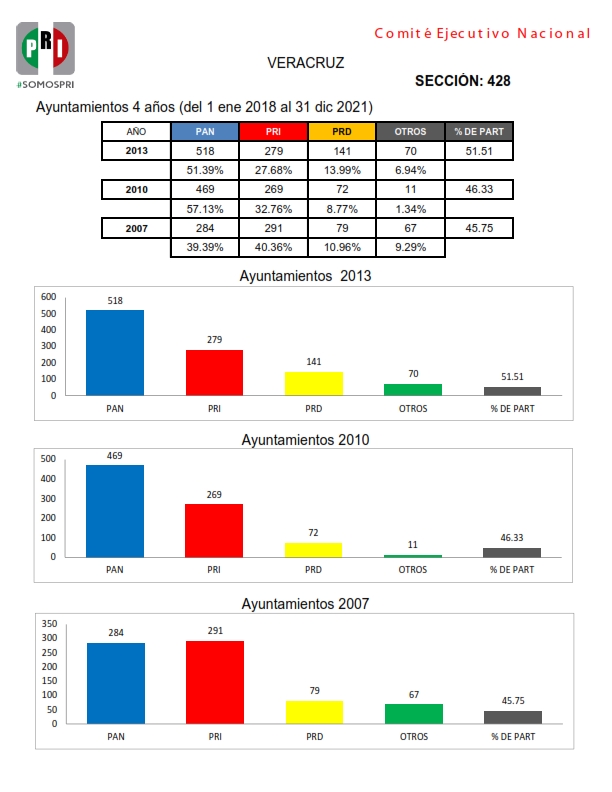 Comité Ejecutivo Nacional
PRI
#SOMOSPRI
VERACRUZ
SECCIÓN: 428
Ayuntamientos 4 años (del 1 ene 2018 al 31 dic 2021)
AÑO PAN PRI PRD OTROS % DE PART
2013 518 279 141 70 51.51
51.39% 27.68% 13.99% 6.94%
2010 469 269 72 11 46.33
57.13% 32.76% 8.77% 1.34%
2007 284 291 79 67 45.75
39.39% 40.36% 10.96% 9.29%
Ayuntamientos 2013
600
500
400
300
200
100
0
518 279 141 70 51.51
PAN PRI PRD OTROS % DE PART
Ayuntamientos 2010
500
400
300
200
100
0
469 269 72 11 46.33
PAN PRI PRD OTROS % DE PART
Ayuntamientos 2007
350
300
250
200
150
100
50
0
284 291 79 67 45.75
PAN PRI PRD OTROS % DE PART